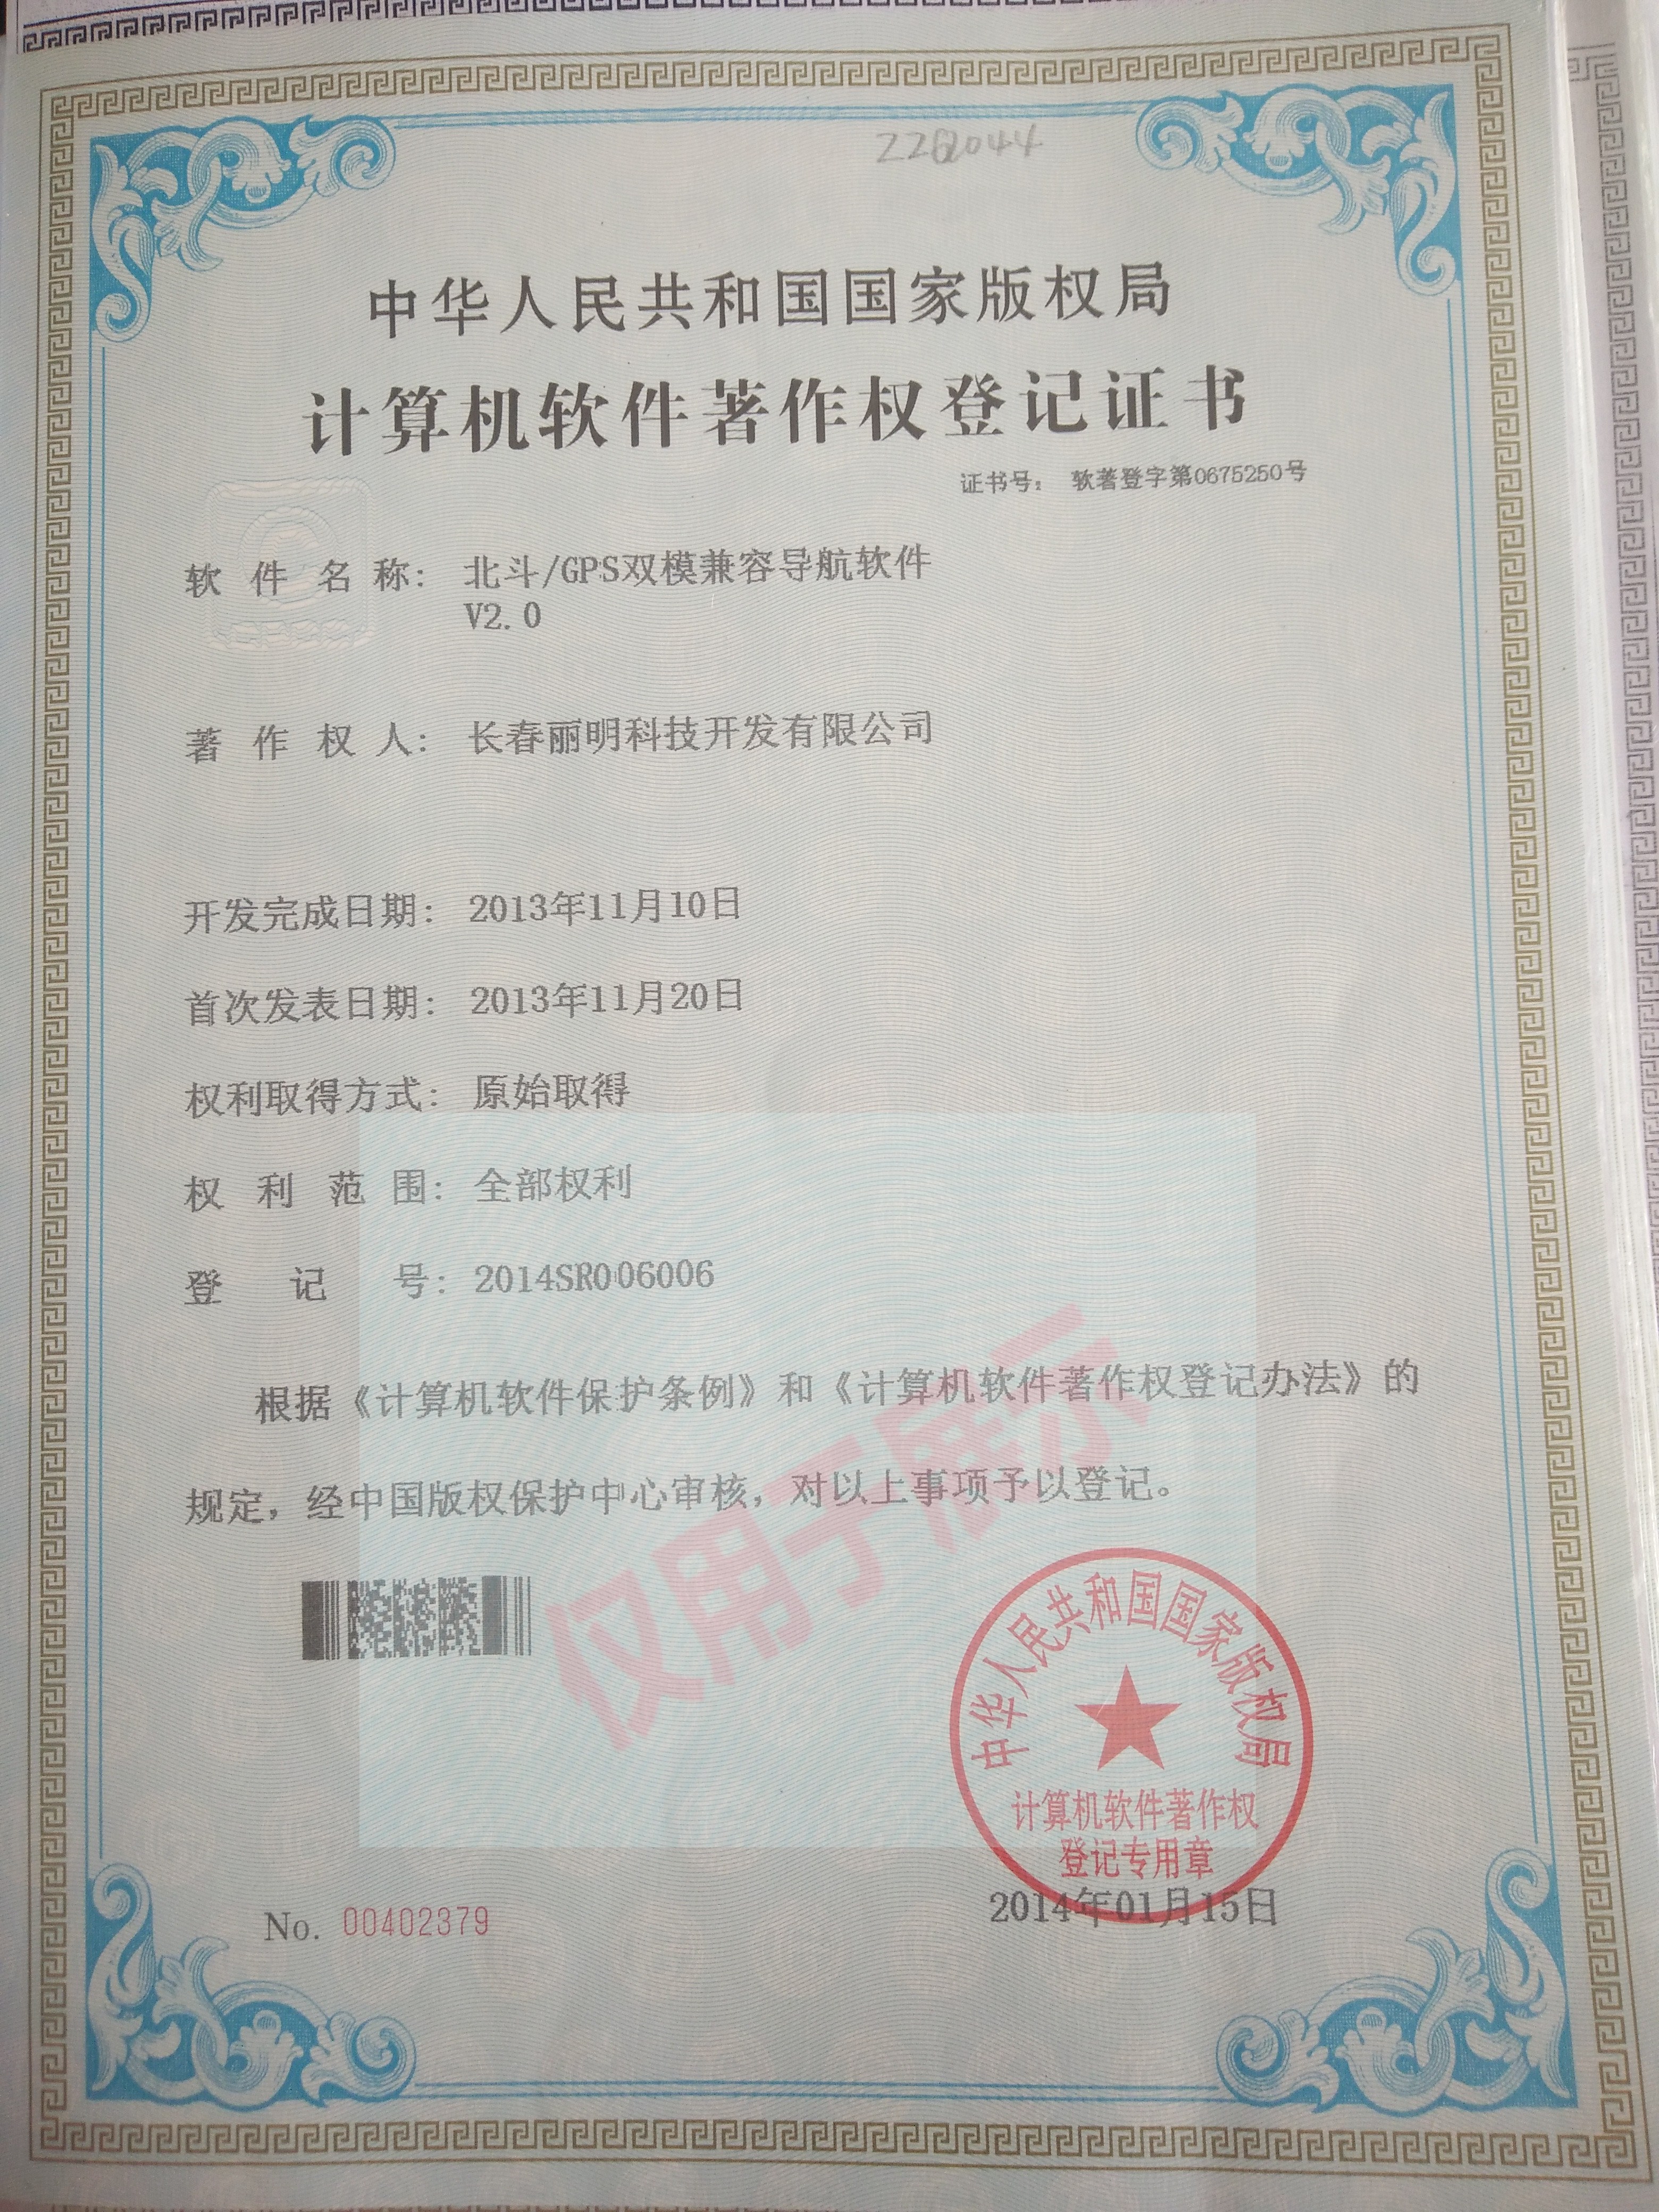 中华人民共和国国家版权局
计算机软件著作权登记证书
证书号： 软著登字第0675250号
软件名称： 北斗/GPS双模兼容导航软件
V2.0
著作权人： 长春丽明科技开发有限公司
开发完成日期： 2013年11月10日
首次发表日期： 2013年11月20日
权利取得方式： 原始取得
权利范围： 全部权利
登记号： 2014SR006006
根据《计算机软件保护条例》和《计算机软件著作权登记办法》的
规定，经中国版权保护中心审核，对以上事项予以登记。
仅用于展示
中华人民共和国国家版权局
计算机软件著作权
登记专用章
2014年01月15日
No. 00402379